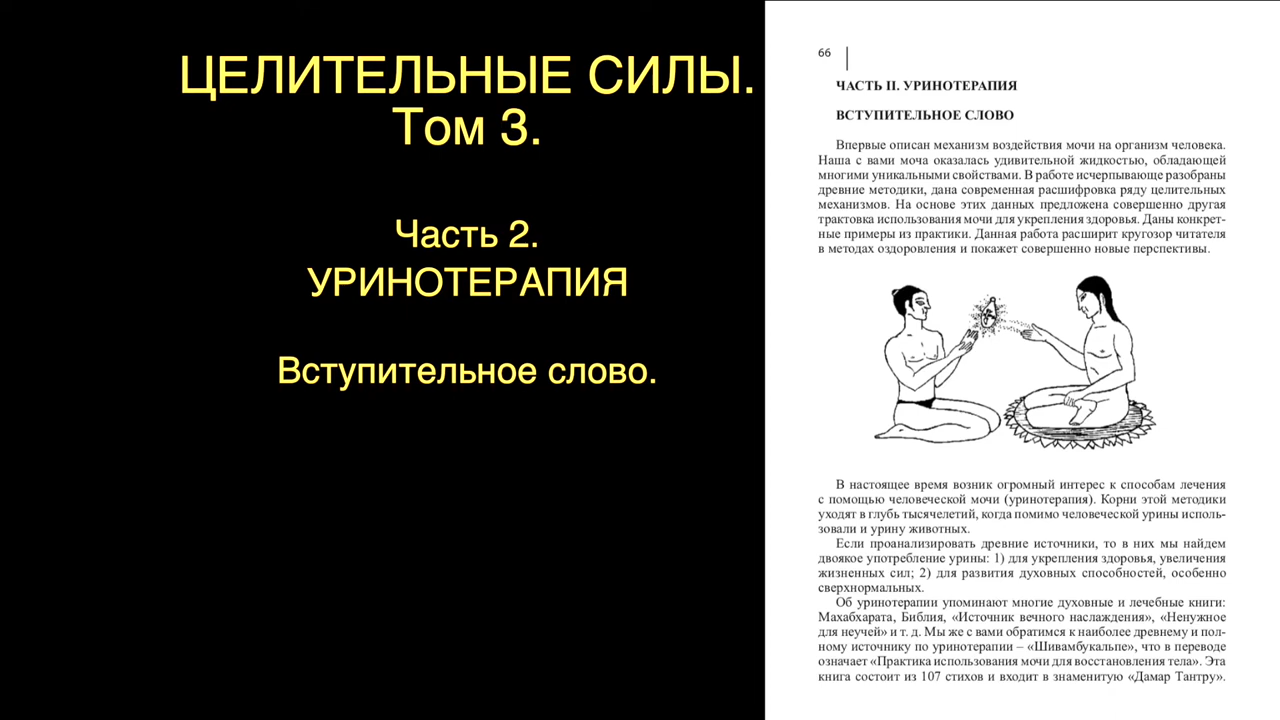 ЦЕЛИТЕЛЬНЫЕ СИЛЫ.
Том 3.
Часть 2.
УРИНОТЕРАПИЯ
Вступительное слово.
66
ЧАСТЬ II. УРИНОТЕРАПИЯ
ВСТУПИТЕЛЬНОЕ СЛОВО
Впервые описан механизм воздействия мочи на организм человека.
Наша с вами моча оказалась удивительной жидкостью, обладающей
многими уникальными свойствами. В работе исчерпывающе разобраны
древние методики, дана современная расшифровка ряду целительных
механизмов. На основе этих данных предложена совершенно другая
трактовка использования мочи для укрепления здоровья. Даны конкрет-
ные примеры из практики. Данная работа расширит кругозор читателя
в методах оздоровления и покажет совершенно новые перспективы.
В настоящее время возник огромный интерес к способам лечения
с помощью человеческой мочи (уринотерапия). Корни этой методики
уходят в глубь тысячелетий, когда помимо человеческой урины исполь-
зовали и урину животных.
Если проанализировать древние источники, то в них мы найдем
двоякое употребление урины: 1) для укрепления здоровья, увеличения
жизненных сил; 2) для развития духовных способностей, особенно
сверхнормальных.
Об уринотерапии упоминают многие духовные и лечебные книги:
Махабхарата, Библия, «Источник вечного наслаждения», «Ненужное
для неучей» и т. д. Мы же с вами обратимся к наиболее древнему и пол-
ному источнику по уринотерапии – «Шивамбукальпе», что в переводе
означает «Практика использования мочи для восстановления тела». Эта
книга состоит из 107 стихов и входит в знаменитую «Дамар Тантру».